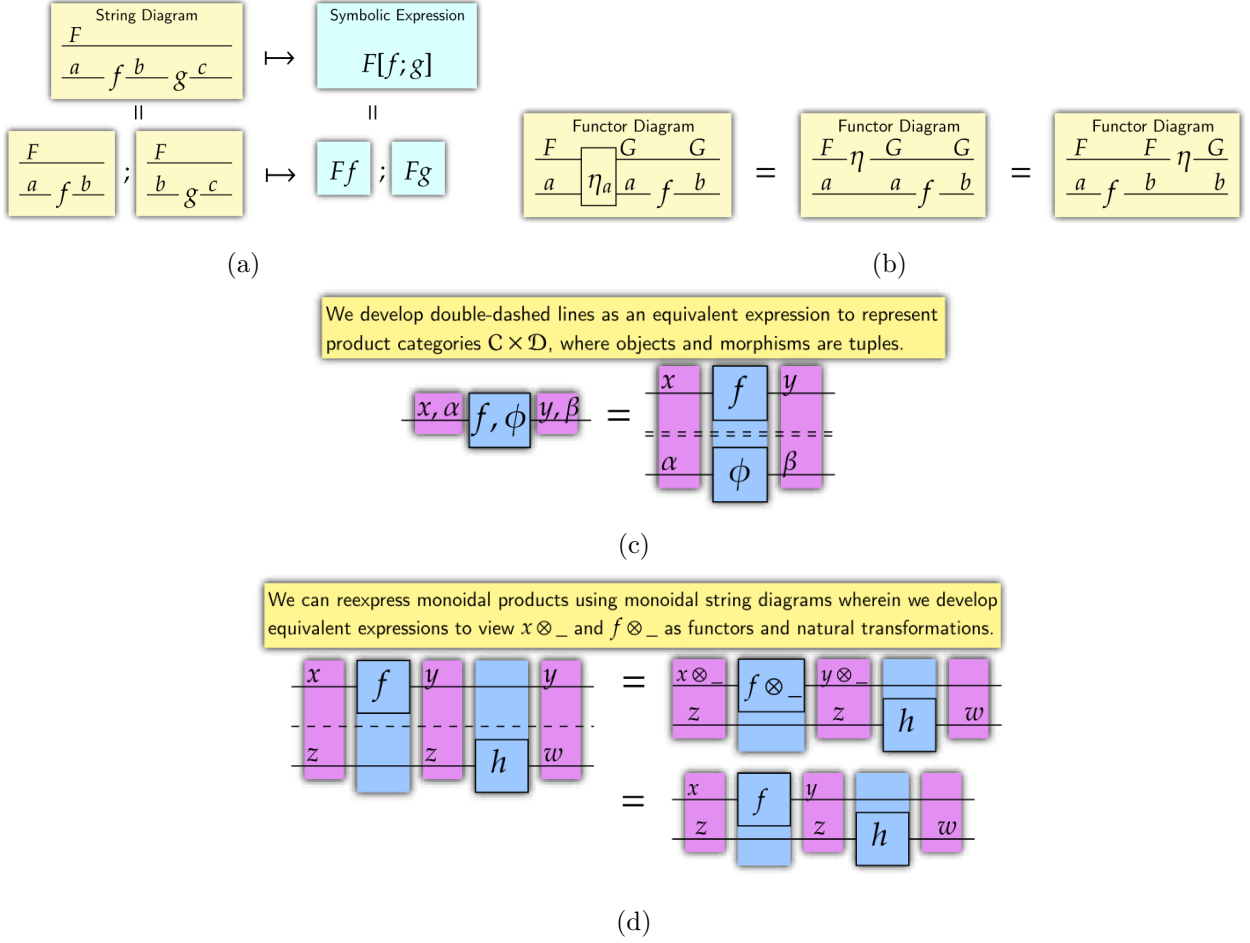 String Diagram
F
a f b g c
↦
Symbolic Expression
F[f; g]
=
=
F
a f b
;
F
b g c
↦
Ff ; Fg
(a)
Functor Diagram
F G G
a η_a a f b
=
Functor Diagram
F η G G
a a f b
=
Functor Diagram
F F η G
a f b b
(b)
We develop double-dashed lines as an equivalent expression to represent
product categories C × D, where objects and morphisms are tuples.
x, α f, ϕ y, β
=
x f y
α ϕ β
(c)
We can reexpress monoidal products using monoidal string diagrams wherein we develop
equivalent expressions to view x ⊗ _ and f ⊗ _ as functors and natural transformations.
x f y y
z z h w
=
x ⊗ _ f ⊗ _ y ⊗ _
z z h w
=
x f y
z z h w
(d)